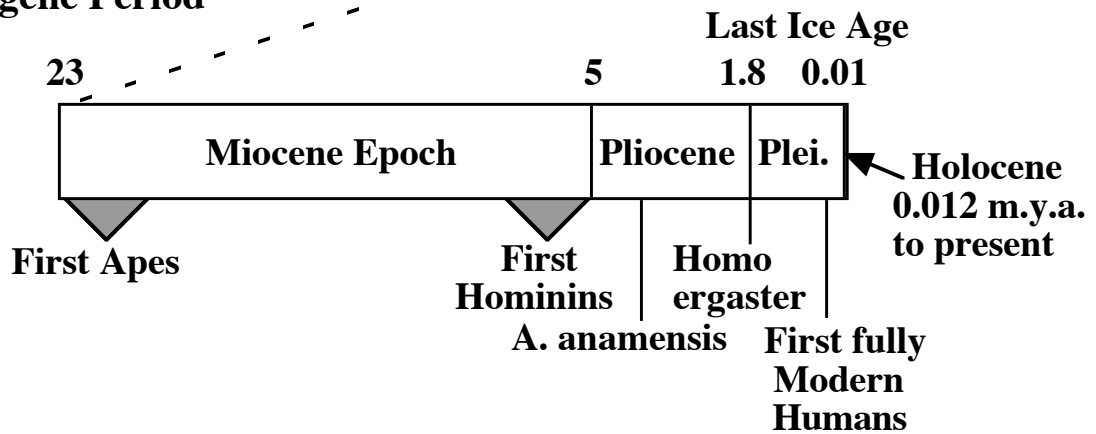 Period
Last Ice Age
23 5 1.8 0.01
Miocene Epoch Pliocene Plei.
Holocene
0.012 m.y.a.
to present
First Apes
First
Hominins
A. anamensis
Homo
ergaster
First fully
Modern
Humans